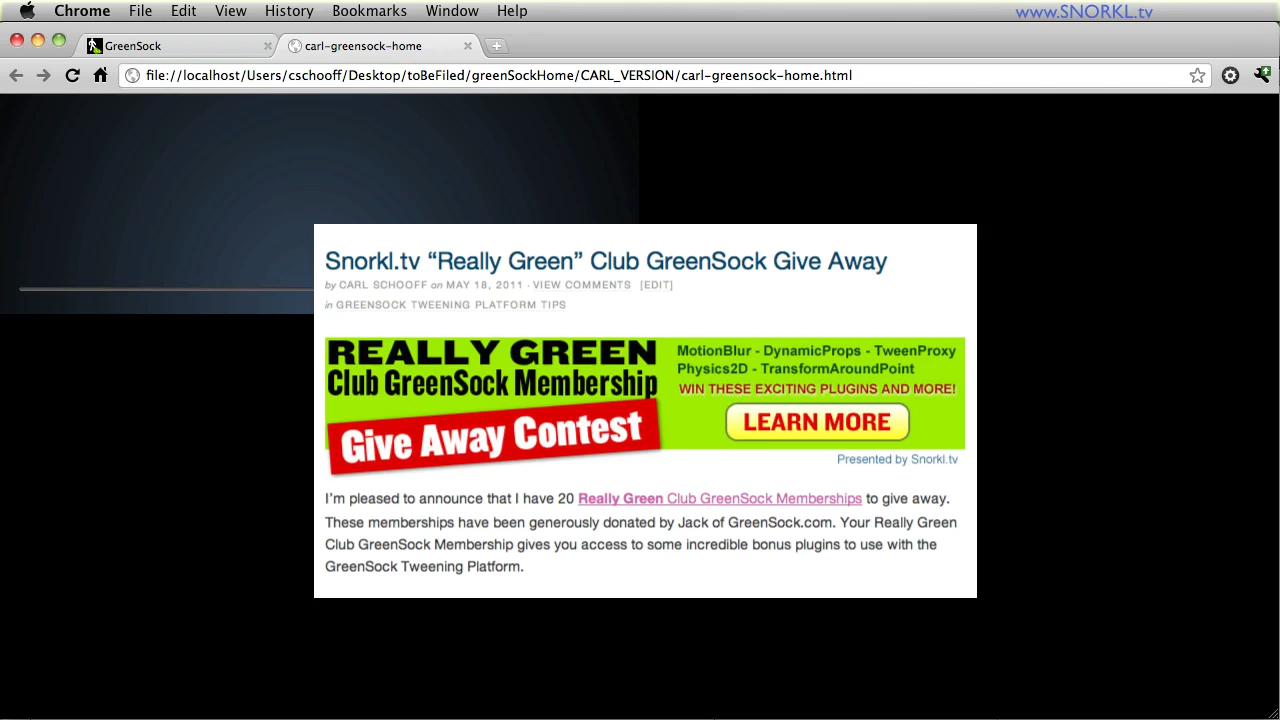 Chrome File Edit View History Bookmarks Window Help www.SNORKL.tv
GreenSock carl-greensock-home
file://localhost/Users/cschooff/Desktop/toBeFiled/greenSockHome/CARL_VERSION/carl-greensock-home.html
Snorkl.tv “Really Green” Club GreenSock Give Away
by CARL SCHOOFF on MAY 18, 2011 · VIEW COMMENTS [EDIT]
in GREENSOCK TWEENING PLATFORM TIPS
REALLY GREEN
Club GreenSock Membership
Give Away Contest
MotionBlur - DynamicProps - TweenProxy
Physics2D - TransformAroundPoint
WIN THESE EXCITING PLUGINS AND MORE!
LEARN MORE
Presented by Snorkl.tv
I’m pleased to announce that I have 20 Really Green Club GreenSock Memberships to give away.
These memberships have been generously donated by Jack of GreenSock.com. Your Really Green
Club GreenSock Membership gives you access to some incredible bonus plugins to use with the
GreenSock Tweening Platform.